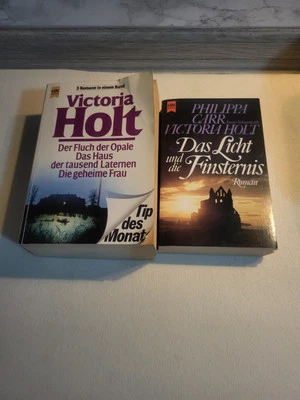 3 Romane in einem Band
Victoria
Holt
Der Fluch der Opale
Das Haus
der tausend Laternen
Die geheime Frau
Tip
des
Monats
PHILIPPA
CARR
VICTORIA HOLT
Das Licht
und die
Finsternis
Roman